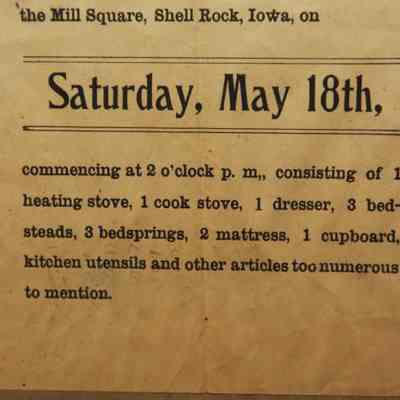 the Mill Square, Shell Rock, Iowa, on
Saturday, May 18th,
commencing at 2 o'clock p. m,, consisting of 1
heating stove, 1 cook stove, 1 dresser, 3 bed-
steads, 3 bedsprings, 2 mattress, 1 cupboard,
kitchen utensils and other articles too numerous
to mention.